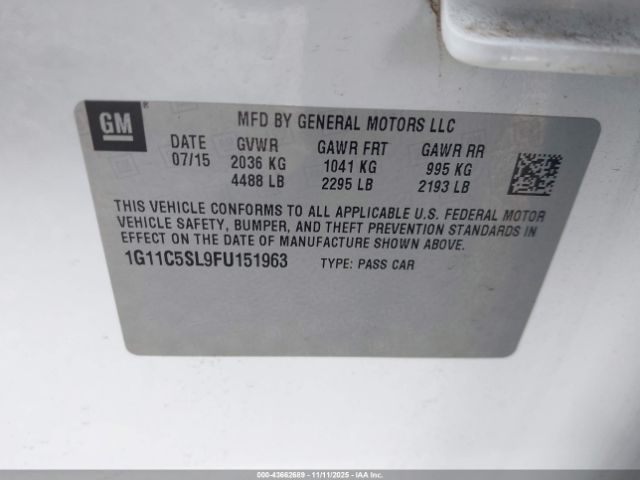 GM®
MFD BY GENERAL MOTORS LLC
DATE GVWR GAWR FRT GAWR RR
07/15 2036 KG 1041 KG 995 KG
4488 LB 2295 LB 2193 LB
THIS VEHICLE CONFORMS TO ALL APPLICABLE U.S. FEDERAL MOTOR
VEHICLE SAFETY, BUMPER, AND THEFT PREVENTION STANDARDS IN
EFFECT ON THE DATE OF MANUFACTURE SHOWN ABOVE.
1G11C5SL9FU151963 TYPE: PASS CAR
000-43662689 - 11/11/2025 - IAAI.com